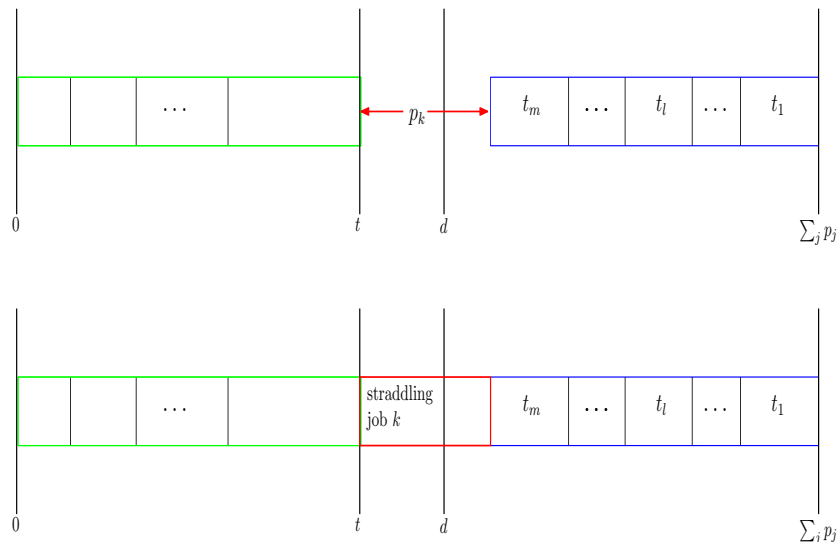 … p_k t_m … t_l … t_1
0 t d ∑_j p_j
… straddling job k t_m … t_l … t_1
0 t d ∑_j p_j